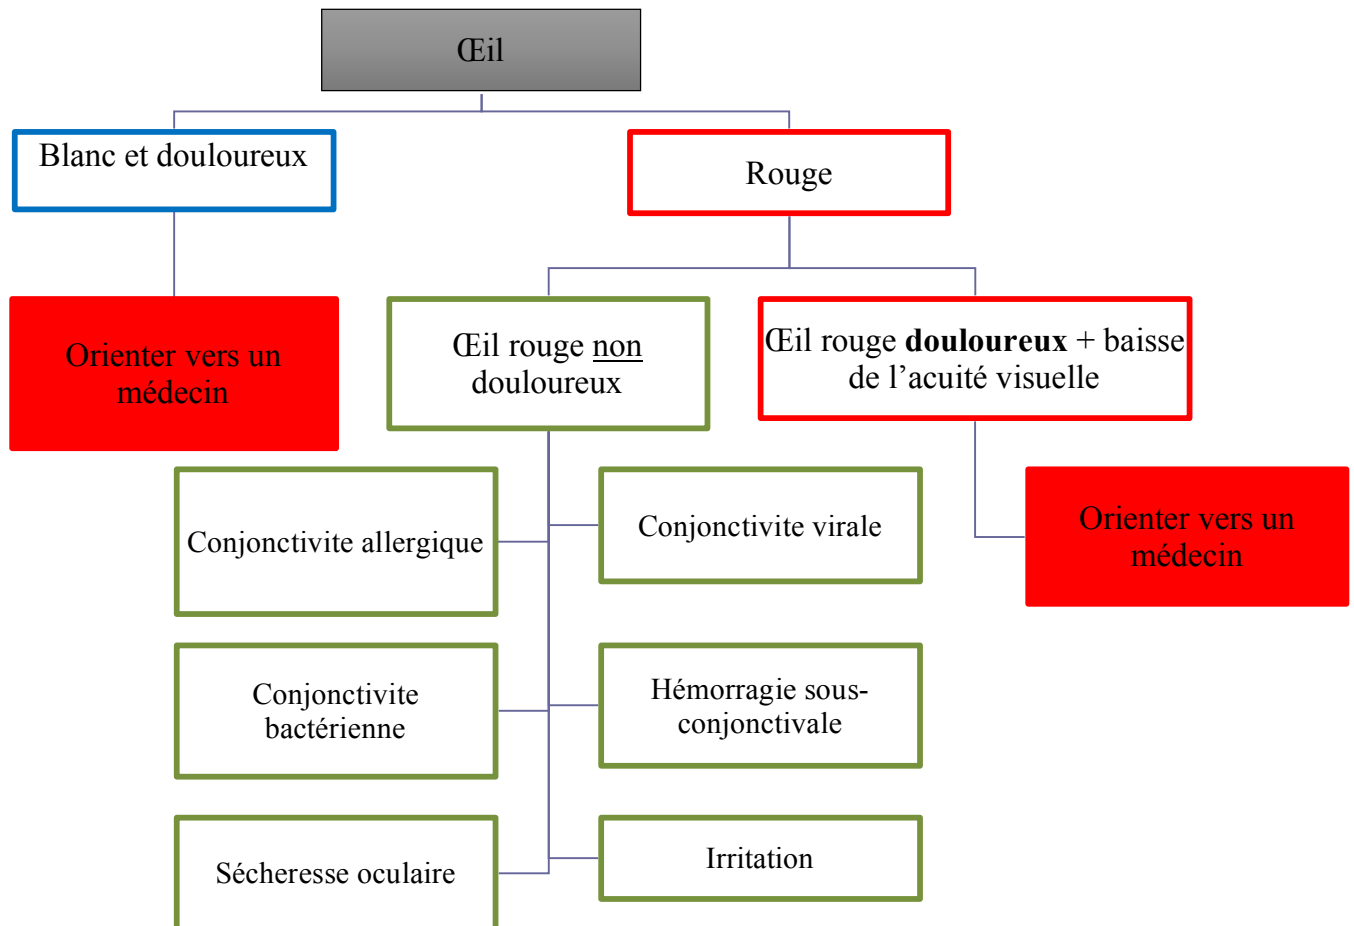 Œil
Blanc et douloureux
Rouge
Orienter vers un
médecin
Œil rouge non
douloureux
Œil rouge douloureux + baisse
de l’acuité visuelle
Conjonctivite allergique
Conjonctivite virale
Orienter vers un
médecin
Conjonctivite
bactérienne
Hémorragie sous-
conjonctivale
Sécheresse oculaire
Irritation